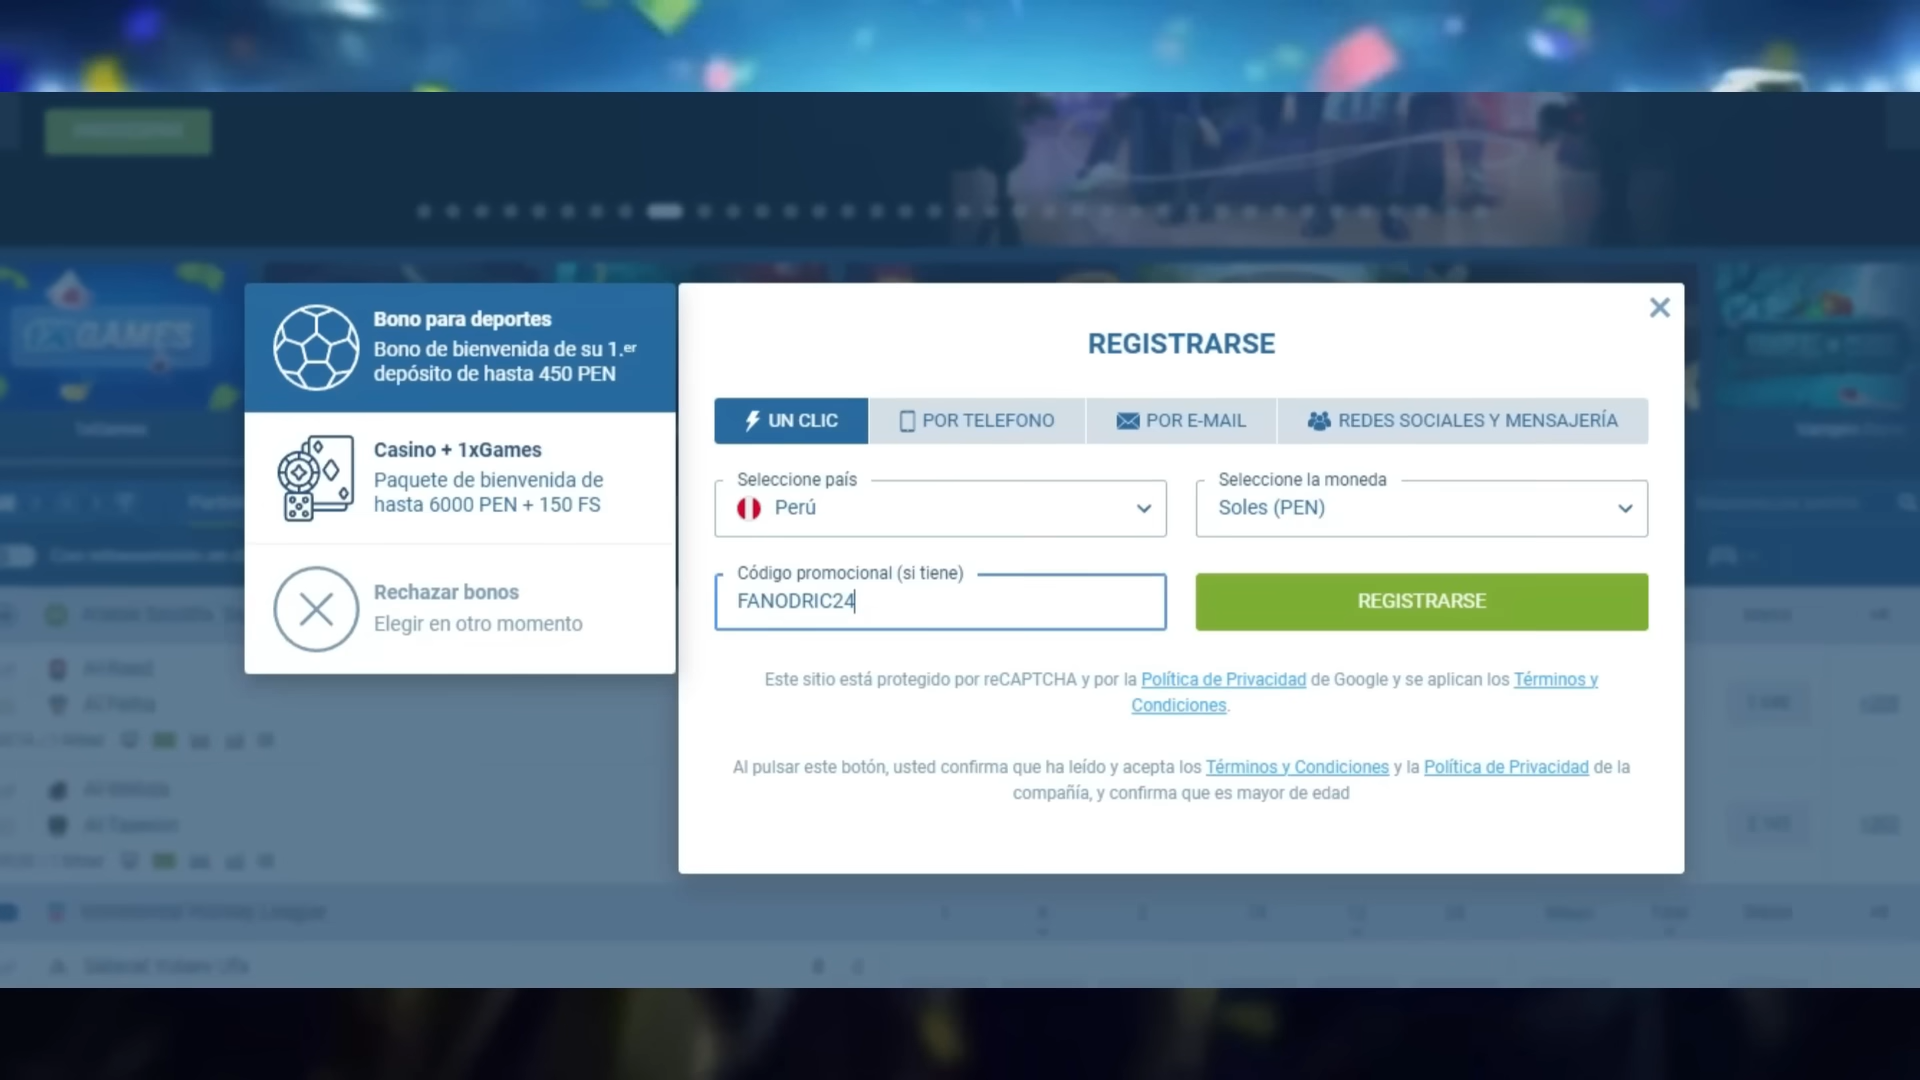 Bono para deportes
Bono de bienvenida de su 1.er
depósito de hasta 450 PEN
Casino + 1xGames
Paquete de bienvenida de
hasta 6000 PEN + 150 FS
Rechazar bonos
Elegir en otro momento
REGISTRARSE
UN CLIC
POR TELEFONO
POR E-MAIL
REDES SOCIALES Y MENSAJERÍA
Seleccione país
Perú
Seleccione la moneda
Soles (PEN)
Código promocional (si tiene)
FANODRIC24
REGISTRARSE
Este sitio está protegido por reCAPTCHA y por la Política de Privacidad de Google y se aplican los Términos y
Condiciones.
Al pulsar este botón, usted confirma que ha leído y acepta los Términos y Condiciones y la Política de Privacidad de la
compañía, y confirma que es mayor de edad
1XGAMES